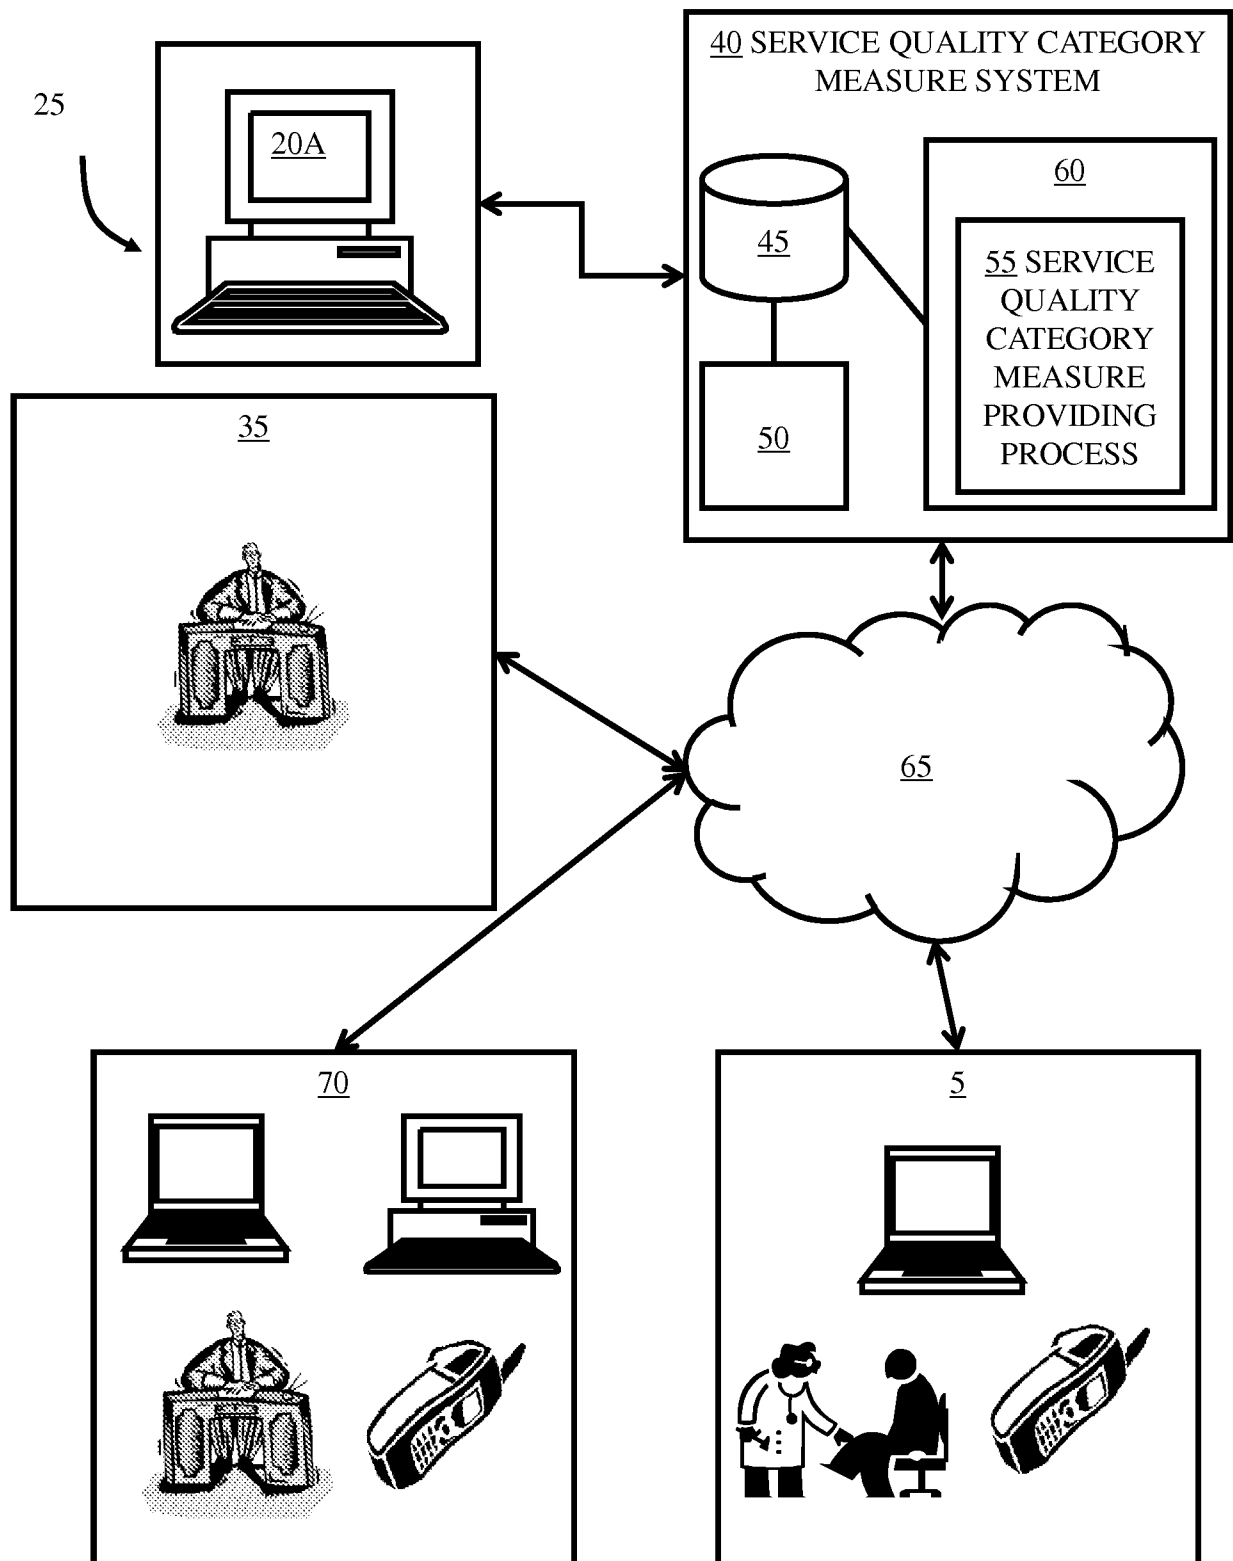 40 SERVICE QUALITY CATEGORY
MEASURE SYSTEM
25
20A
45
60
55 SERVICE
QUALITY
CATEGORY
MEASURE
PROVIDING
PROCESS
50
35
65
70
5